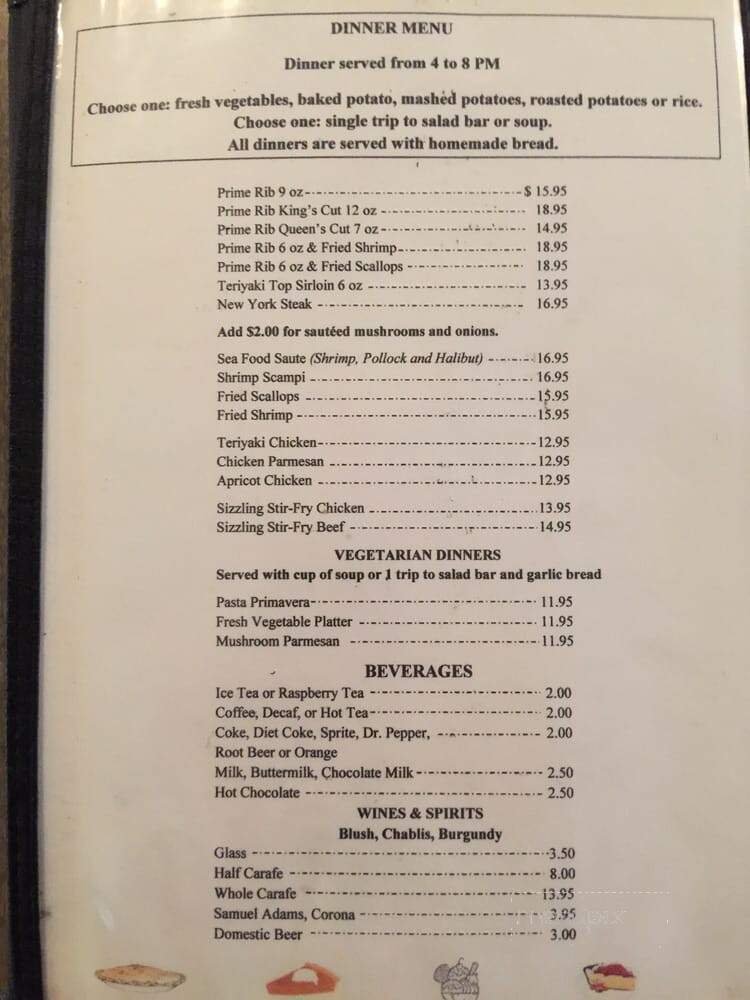 DINNER MENU
Dinner served from 4 to 8 PM
Choose one: fresh vegetables, baked potato, mashed potatoes, roasted potatoes or rice.
Choose one: single trip to salad bar or soup.
All dinners are served with homemade bread.
Prime Rib 9 oz $ 15.95
Prime Rib King's Cut 12 oz 18.95
Prime Rib Queen's Cut 7 oz 14.95
Prime Rib 6 oz & Fried Shrimp 18.95
Prime Rib 6 oz & Fried Scallops 18.95
Teriyaki Top Sirloin 6 oz 13.95
New York Steak 16.95
Add $2.00 for sautéed mushrooms and onions.
Sea Food Saute (Shrimp, Pollock and Halibut) 16.95
Shrimp Scampi 16.95
Fried Scallops 15.95
Fried Shrimp 15.95
Teriyaki Chicken 12.95
Chicken Parmesan 12.95
Apricot Chicken 12.95
Sizzling Stir-Fry Chicken 13.95
Sizzling Stir-Fry Beef 14.95
VEGETARIAN DINNERS
Served with cup of soup or 1 trip to salad bar and garlic bread
Pasta Primavera 11.95
Fresh Vegetable Platter 11.95
Mushroom Parmesan 11.95
BEVERAGES
Ice Tea or Raspberry Tea 2.00
Coffee, Decaf, or Hot Tea 2.00
Coke, Diet Coke, Sprite, Dr. Pepper, 2.00
Root Beer or Orange
Milk, Buttermilk, Chocolate Milk 2.50
Hot Chocolate 2.50
WINES & SPIRITS
Blush, Chablis, Burgundy
Glass 3.50
Half Carafe 8.00
Whole Carafe 13.95
Samuel Adams, Corona 3.95
Domestic Beer 3.00